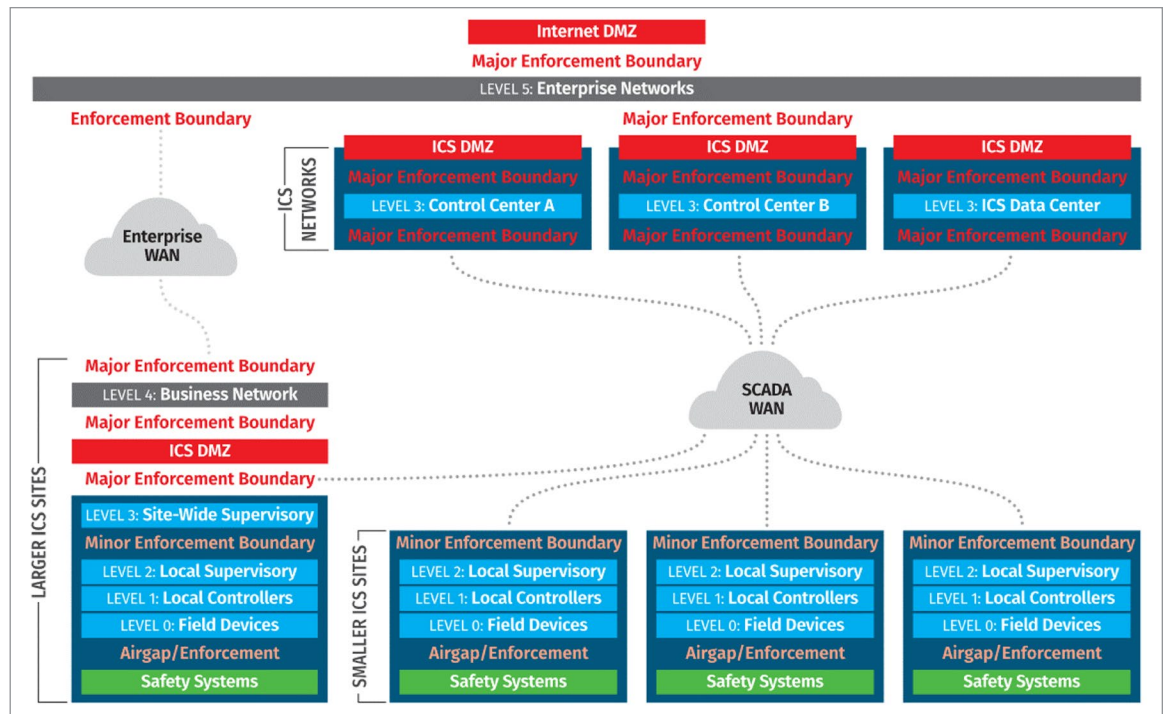 Internet DMZ
Major Enforcement Boundary
LEVEL 5: Enterprise Networks
Enforcement Boundary
Enterprise
WAN
Major Enforcement Boundary
ICS
NETWORKS
ICS DMZ
Major Enforcement Boundary
LEVEL 3: Control Center A
Major Enforcement Boundary
ICS DMZ
Major Enforcement Boundary
LEVEL 3: Control Center B
Major Enforcement Boundary
ICS DMZ
Major Enforcement Boundary
LEVEL 3: ICS Data Center
Major Enforcement Boundary
SCADA
WAN
LARGER ICS SITES
Major Enforcement Boundary
LEVEL 4: Business Network
Major Enforcement Boundary
ICS DMZ
Major Enforcement Boundary
LEVEL 3: Site-Wide Supervisory
Minor Enforcement Boundary
LEVEL 2: Local Supervisory
LEVEL 1: Local Controllers
LEVEL 0: Field Devices
Airgap/Enforcement
Safety Systems
SMALLER ICS SITES
Minor Enforcement Boundary
LEVEL 2: Local Supervisory
LEVEL 1: Local Controllers
LEVEL 0: Field Devices
Airgap/Enforcement
Safety Systems
Minor Enforcement Boundary
LEVEL 2: Local Supervisory
LEVEL 1: Local Controllers
LEVEL 0: Field Devices
Airgap/Enforcement
Safety Systems
Minor Enforcement Boundary
LEVEL 2: Local Supervisory
LEVEL 1: Local Controllers
LEVEL 0: Field Devices
Airgap/Enforcement
Safety Systems